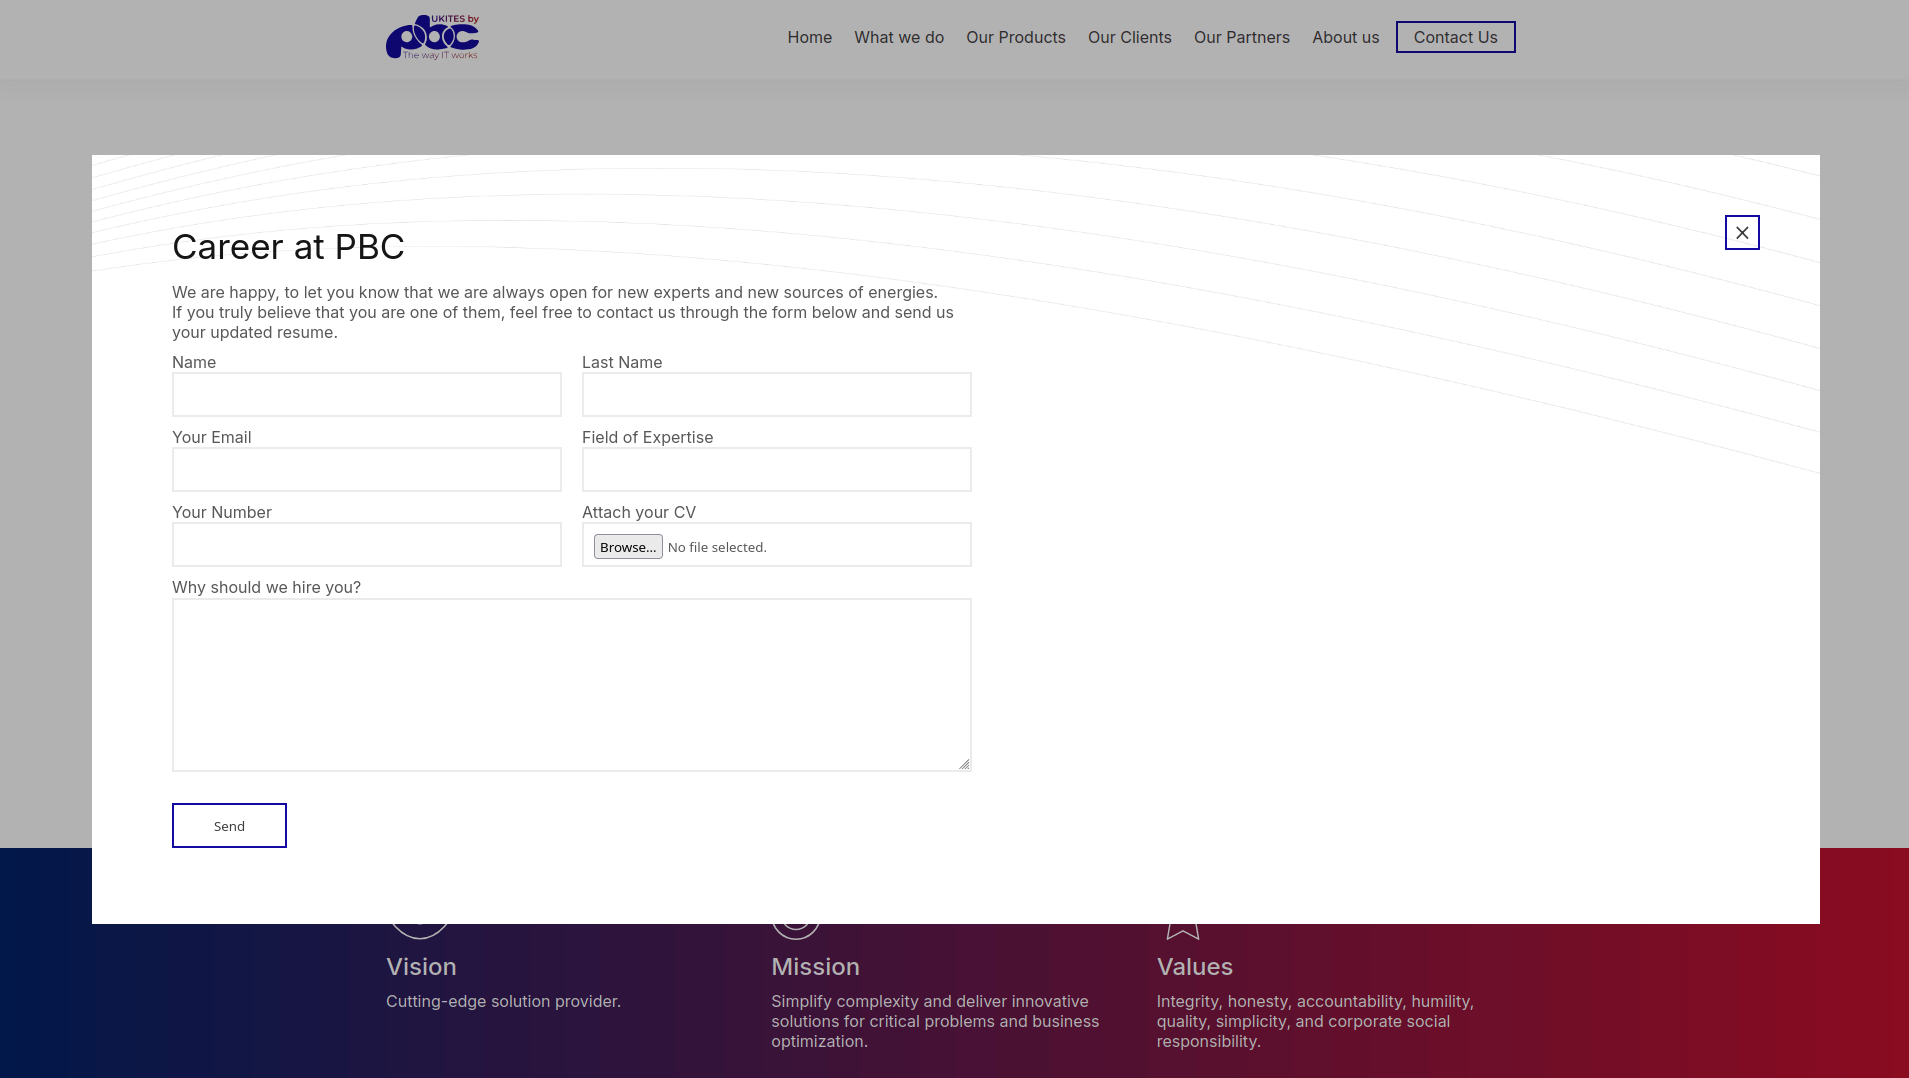 UKITES by
pbc
The way IT works
Home What we do Our Products Our Clients Our Partners About us Contact Us
Career at PBC
We are happy, to let you know that we are always open for new experts and new sources of energies.
If you truly believe that you are one of them, feel free to contact us through the form below and send us
your updated resume.
Name Last Name
Your Email Field of Expertise
Your Number Attach your CV
Browse... No file selected.
Why should we hire you?
Send
Vision
Cutting-edge solution provider.
Mission
Simplify complexity and deliver innovative
solutions for critical problems and business
optimization.
Values
Integrity, honesty, accountability, humility,
quality, simplicity, and corporate social
responsibility.